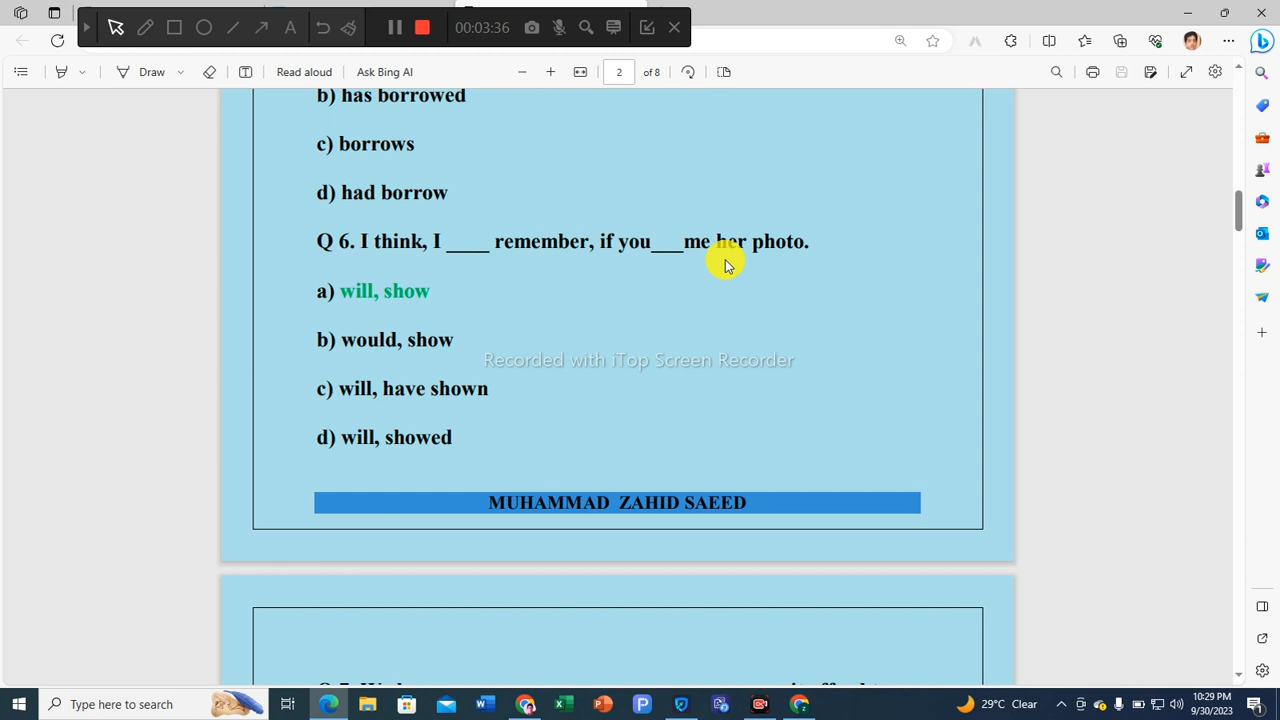 00:03:36
Draw
Read aloud
Ask Bing AI
2 of 8
b) has borrowed
c) borrows
d) had borrow
Q 6. I think, I ____ remember, if you___me her photo.
a) will, show
b) would, show
Recorded with iTop Screen Recorder
c) will, have shown
d) will, showed
MUHAMMAD ZAHID SAEED
Type here to search
29°C Clear
10:29 PM
9/30/2023